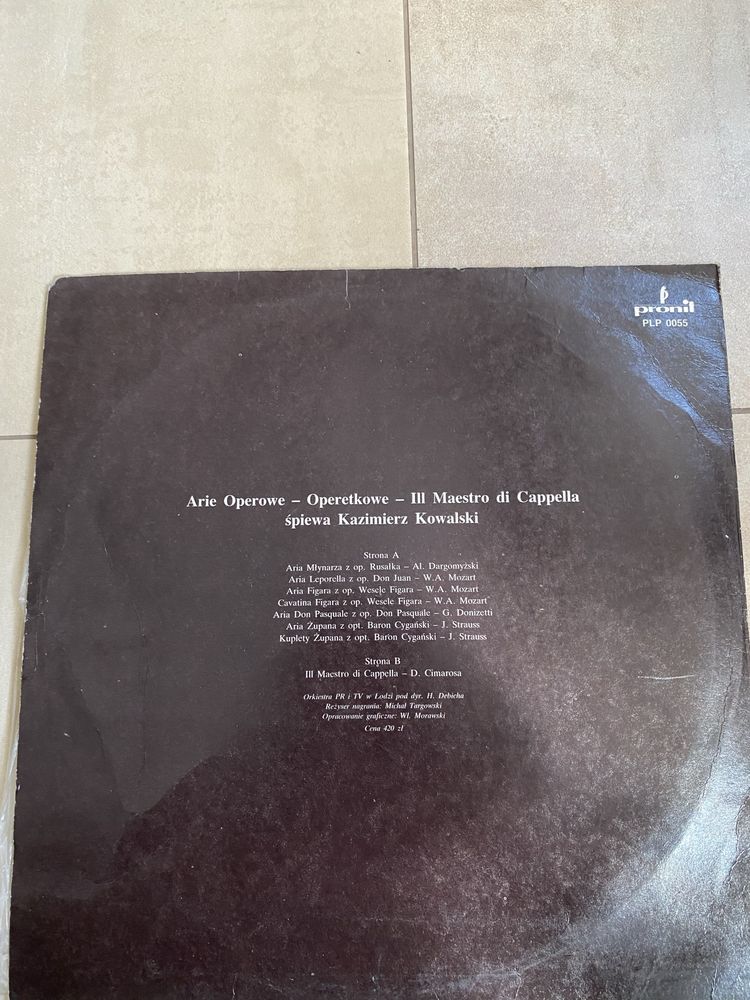 pronit
PLP 0055
Arie Operowe – Operetkowe – Ill Maestro di Cappella
śpiewa Kazimierz Kowalski
Strona A
Aria Młynarza z op. Rusałka – Al. Dargomyżski
Aria Leporella z op. Don Juan – W.A. Mozart
Aria Figara z op. Wesele Figara – W.A. Mozart
Cavatina Figara z op. Wesele Figara – W.A. Mozart
Aria Don Pasquale z op. Don Pasquale – G. Donizetti
Aria Żupana z opt. Baron Cygański – J. Strauss
Kuplety Żupana z opt. Baron Cygański – J. Strauss
Strona B
Ill Maestro di Cappella – D. Cimarosa
Orkiestra PR i TV w Łodzi pod dyr. H. Debicha
Reżyser nagrania: Michał Targowski
Opracowanie graficzne: Wł. Morawski
Cena 420 zł